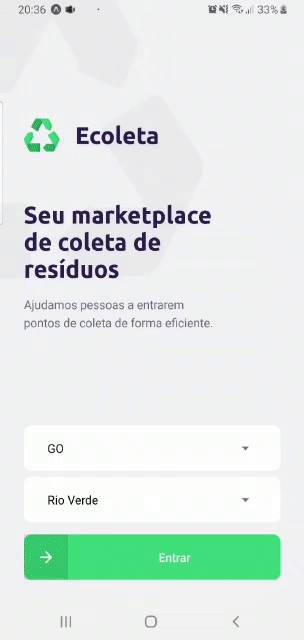 20:36
33%
Ecoleta
Seu marketplace
de coleta de
resíduos
Ajudamos pessoas a entrarem
pontos de coleta de forma eficiente.
GO
Rio Verde
Entrar